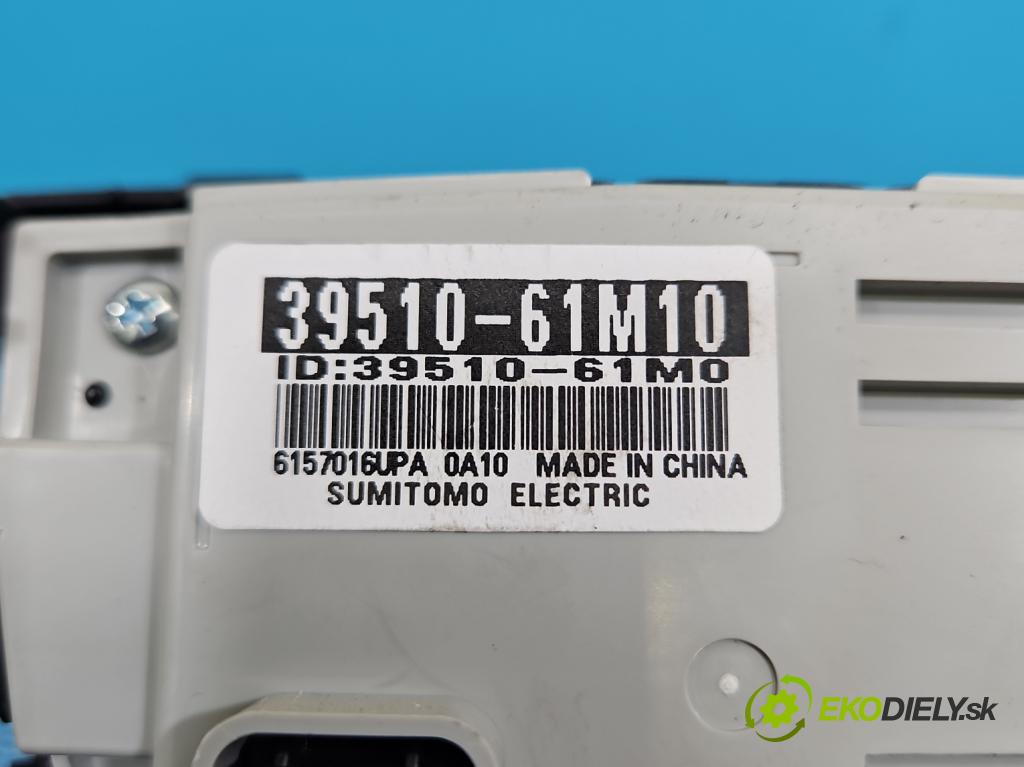 39510-61M10
ID:39510-61M0
6157016UPA 0A10 MADE IN CHINA
SUMITOMO ELECTRIC
EKODIELY.sk